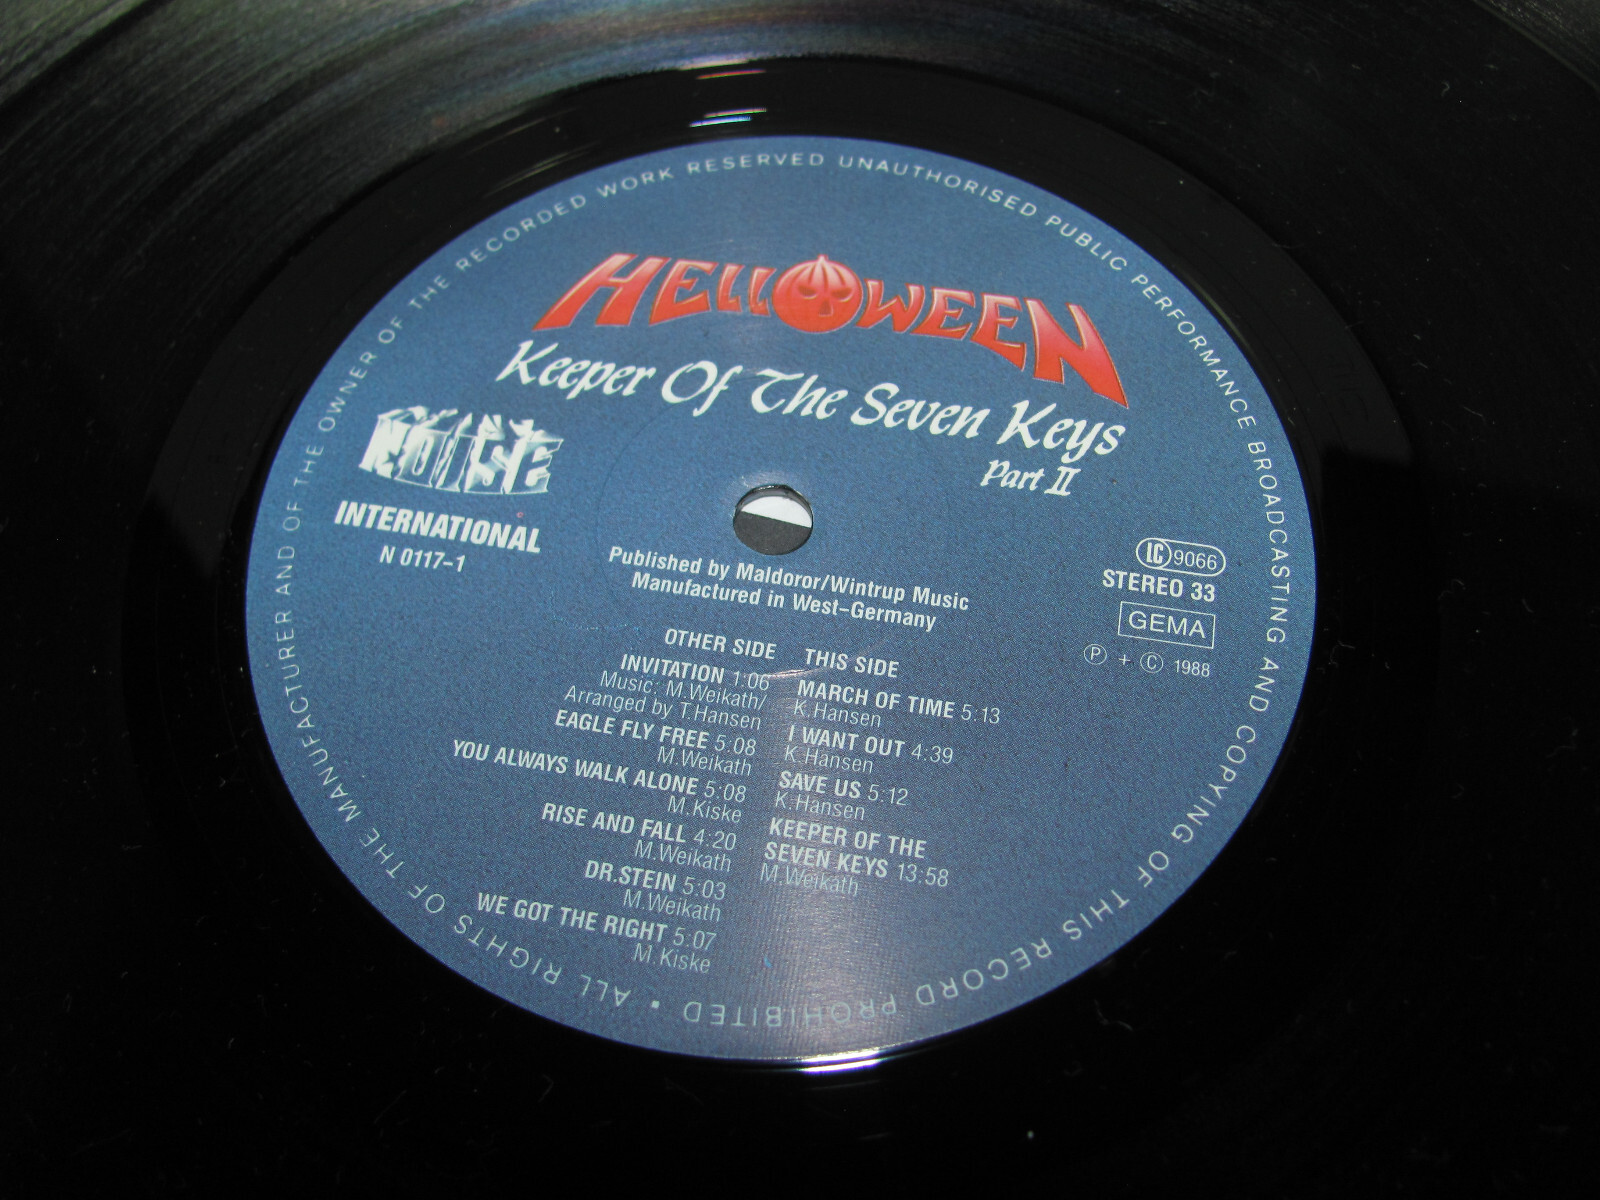 ALL RIGHTS OF THE MANUFACTURER AND OF THE OWNER OF THE RECORDED WORK RESERVED UNAUTHORISED PUBLIC PERFORMANCE BROADCASTING AND COPYING OF THIS RECORD PROHIBITED •
HELLOWEEN
Keeper Of The Seven Keys
Part II
NOISE
INTERNATIONAL
N 0117-1
LC 9066
STEREO 33
GEMA
Ⓟ + Ⓒ 1988
Published by Maldoror/Wintrup Music
Manufactured in West-Germany
OTHER SIDE
INVITATION 1:06
Music: M.Weikath/
Arranged by T.Hansen
EAGLE FLY FREE 5:08
M.Weikath
YOU ALWAYS WALK ALONE 5:08
M.Kiske
RISE AND FALL 4:20
M.Weikath
DR.STEIN 5:03
M.Weikath
WE GOT THE RIGHT 5:07
M.Kiske
THIS SIDE
MARCH OF TIME 5:13
K.Hansen
I WANT OUT 4:39
K.Hansen
SAVE US 5:12
K.Hansen
KEEPER OF THE
SEVEN KEYS 13:58
M.Weikath